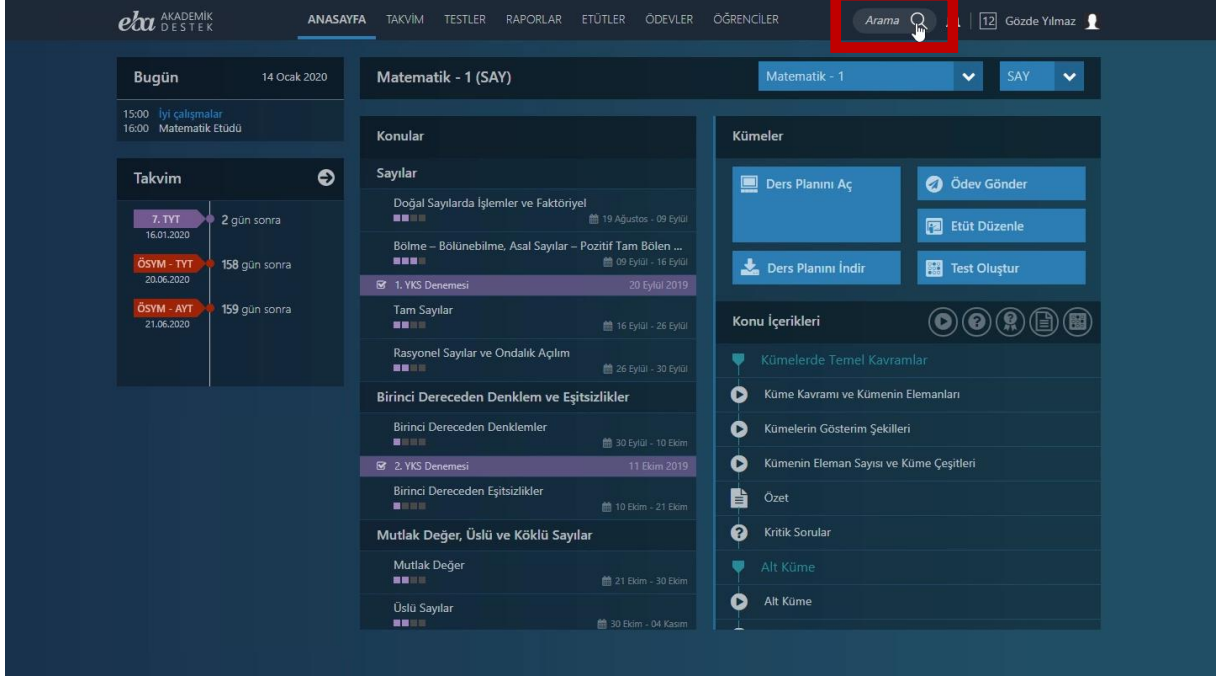 eba AKADEMİK DESTEK
ANASAYFA TAKVİM TESTLER RAPORLAR ETÜTLER ÖDEVLER ÖĞRENCİLER
Arama
12 Gözde Yılmaz
Bugün 14 Ocak 2020
15:00 İyi çalışmalar
16:00 Matematik Etüdü
Takvim
7. TYT 2 gün sonra
16.01.2020
ÖSYM - TYT 158 gün sonra
20.06.2020
ÖSYM - AYT 159 gün sonra
21.06.2020
Matematik - 1 (SAY)
Matematik - 1
SAY
Konular
Sayılar
Doğal Sayılarda İşlemler ve Faktöriyel
19 Ağustos - 09 Eylül
Bölme – Bölünebilme, Asal Sayılar – Pozitif Tam Bölen ...
09 Eylül - 16 Eylül
1. YKS Denemesi 20 Eylül 2019
Tam Sayılar
16 Eylül - 26 Eylül
Rasyonel Sayılar ve Ondalık Açılım
26 Eylül - 30 Eylül
Birinci Dereceden Denklem ve Eşitsizlikler
Birinci Dereceden Denklemler
30 Eylül - 10 Ekim
2. YKS Denemesi 11 Ekim 2019
Birinci Dereceden Eşitsizlikler
10 Ekim - 21 Ekim
Mutlak Değer, Üslü ve Köklü Sayılar
Mutlak Değer
21 Ekim - 30 Ekim
Üslü Sayılar
30 Ekim - 04 Kasım
Kümeler
Ders Planını Aç
Ödev Gönder
Etüt Düzenle
Ders Planını İndir
Test Oluştur
Konu İçerikleri
Kümelerde Temel Kavramlar
Küme Kavramı ve Kümenin Elemanları
Kümelerin Gösterim Şekilleri
Kümenin Eleman Sayısı ve Küme Çeşitleri
Özet
Kritik Sorular
Alt Küme
Alt Küme